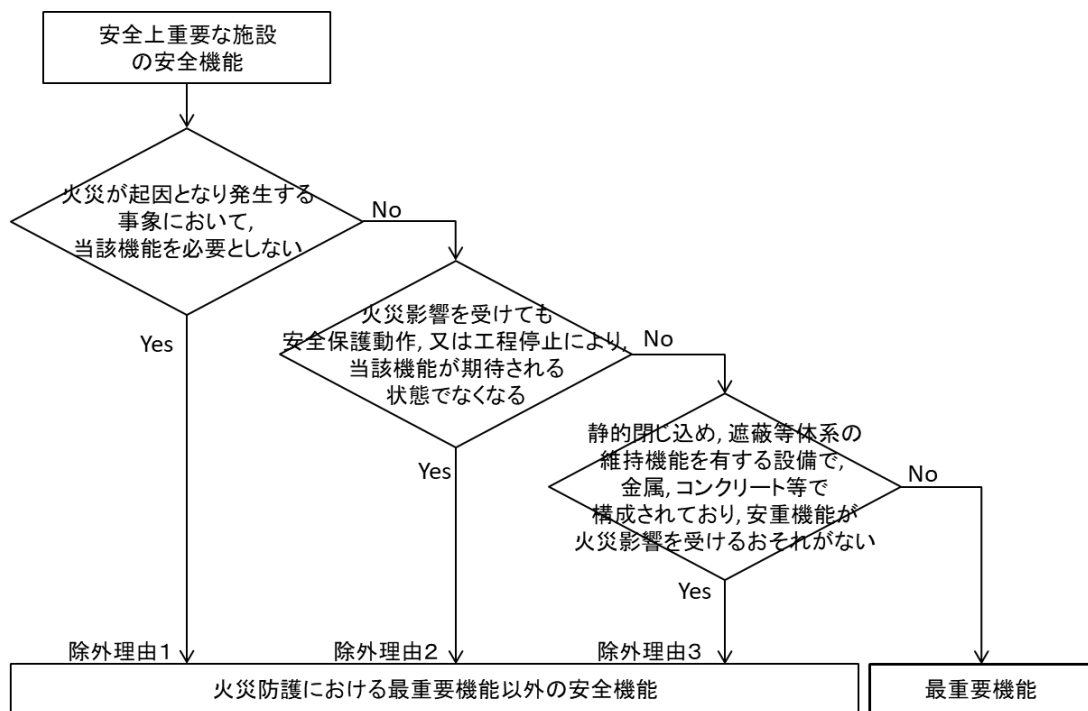 安全上重要な施設
の安全機能
火災が起因となり発生する
事象において,
当該機能を必要としない
No
Yes
火災影響を受けても
安全保護動作, 又は工程停止により,
当該機能が期待される
状態でなくなる
No
Yes
静的閉じ込め, 遮蔽等体系の
維持機能を有する設備で,
金属, コンクリート等で
構成されており, 安重機能が
火災影響を受けるおそれがない
No
Yes
除外理由1
除外理由2
除外理由3
火災防護における最重要機能以外の安全機能
最重要機能